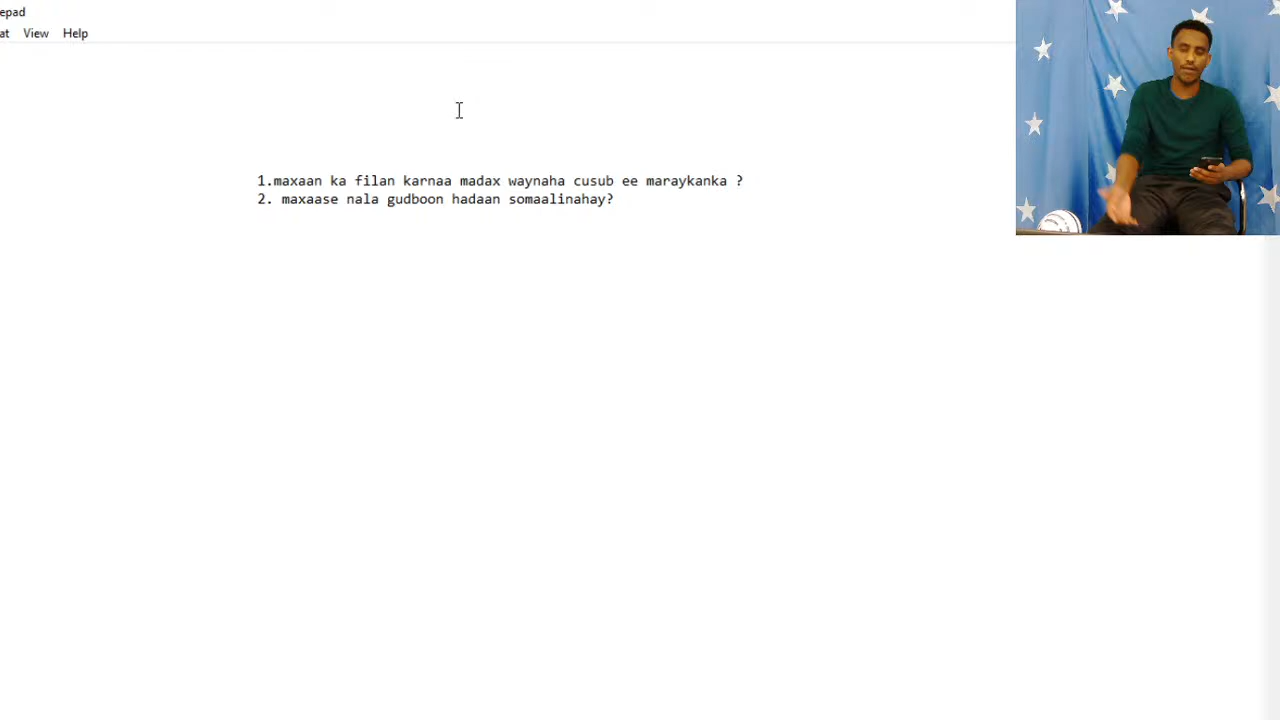 epad
at View Help
1.maxaan ka filan karnaa madax waynaha cusub ee maraykanka ?
2. maxaase nala gudboon hadaan somaalinahay?